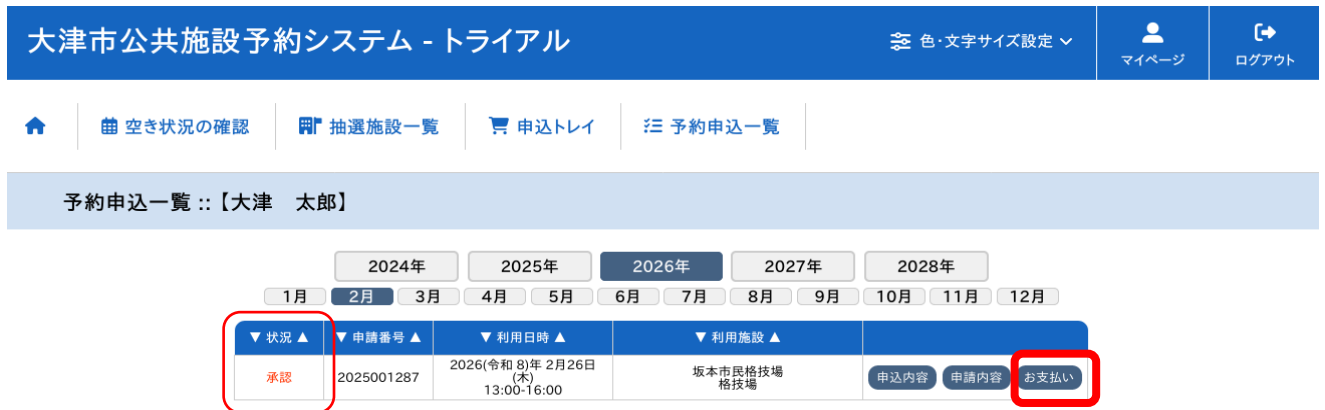 大津市公共施設予約システム - トライアル
色・文字サイズ設定
マイページ
ログアウト
空き状況の確認
抽選施設一覧
申込トレイ
予約申込一覧
予約申込一覧 ::【大津　太郎】
2024年 2025年 2026年 2027年 2028年
1月 2月 3月 4月 5月 6月 7月 8月 9月 10月 11月 12月
▼ 状況 ▲ ▼ 申請番号 ▲ ▼ 利用日時 ▲ ▼ 利用施設 ▲
承認
2025001287
2026(令和 8)年 2月26日
(木)
13:00-16:00
坂本市民格技場
格技場
申込内容 申請内容 お支払い